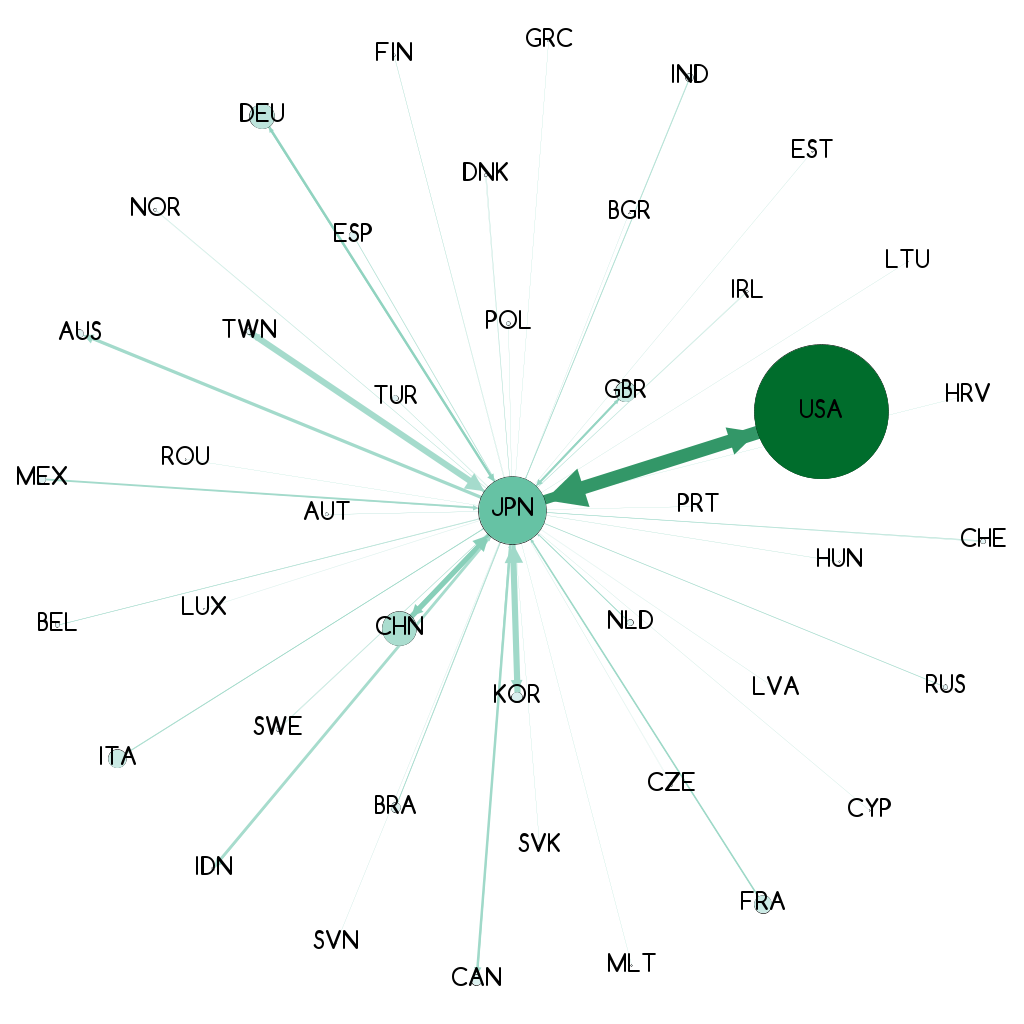 GRC
FIN
IND
DEU
EST
DNK
NOR
BGR
ESP
LTU
IRL
POL
TWN
AUS
GBR
HRV
TUR
USA
ROU
MEX
PRT
JPN
AUT
CHE
HUN
LUX
NLD
BEL
CHN
RUS
LVA
KOR
SWE
ITA
CZE
BRA
CYP
SVK
IDN
FRA
SVN
MLT
CAN